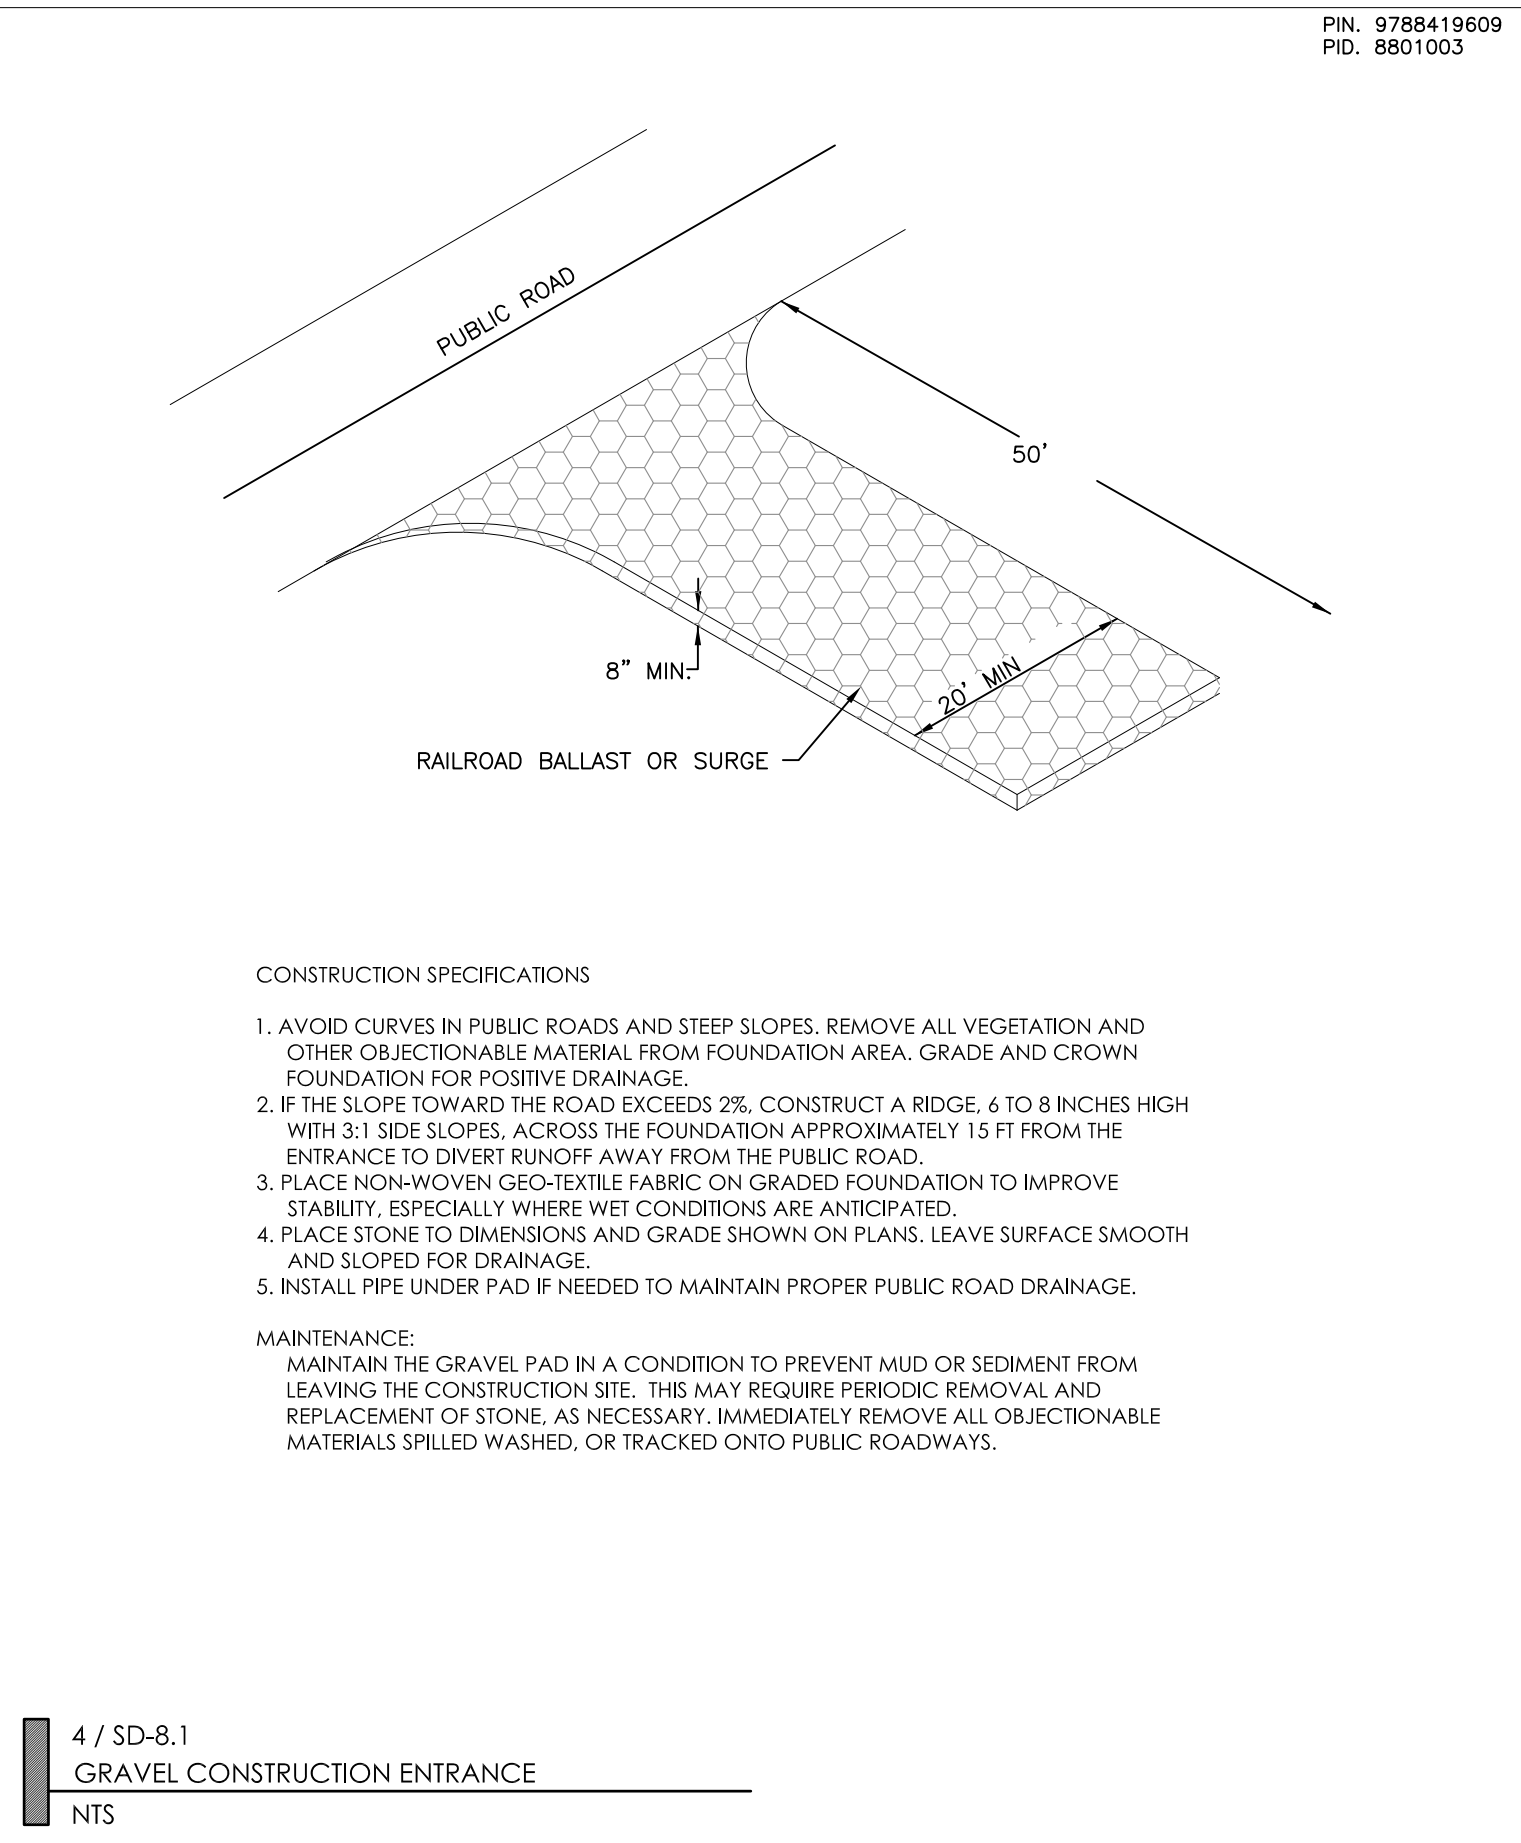 PIN. 9788419609
PID. 8801003
PUBLIC ROAD
50'
8" MIN.
20' MIN
RAILROAD BALLAST OR SURGE
CONSTRUCTION SPECIFICATIONS
1. AVOID CURVES IN PUBLIC ROADS AND STEEP SLOPES. REMOVE ALL VEGETATION AND
OTHER OBJECTIONABLE MATERIAL FROM FOUNDATION AREA. GRADE AND CROWN
FOUNDATION FOR POSITIVE DRAINAGE.
2. IF THE SLOPE TOWARD THE ROAD EXCEEDS 2%, CONSTRUCT A RIDGE, 6 TO 8 INCHES HIGH
WITH 3:1 SIDE SLOPES, ACROSS THE FOUNDATION APPROXIMATELY 15 FT FROM THE
ENTRANCE TO DIVERT RUNOFF AWAY FROM THE PUBLIC ROAD.
3. PLACE NON-WOVEN GEO-TEXTILE FABRIC ON GRADED FOUNDATION TO IMPROVE
STABILITY, ESPECIALLY WHERE WET CONDITIONS ARE ANTICIPATED.
4. PLACE STONE TO DIMENSIONS AND GRADE SHOWN ON PLANS. LEAVE SURFACE SMOOTH
AND SLOPED FOR DRAINAGE.
5. INSTALL PIPE UNDER PAD IF NEEDED TO MAINTAIN PROPER PUBLIC ROAD DRAINAGE.
MAINTENANCE:
MAINTAIN THE GRAVEL PAD IN A CONDITION TO PREVENT MUD OR SEDIMENT FROM
LEAVING THE CONSTRUCTION SITE. THIS MAY REQUIRE PERIODIC REMOVAL AND
REPLACEMENT OF STONE, AS NECESSARY. IMMEDIATELY REMOVE ALL OBJECTIONABLE
MATERIALS SPILLED WASHED, OR TRACKED ONTO PUBLIC ROADWAYS.
4 / SD-8.1
GRAVEL CONSTRUCTION ENTRANCE
NTS